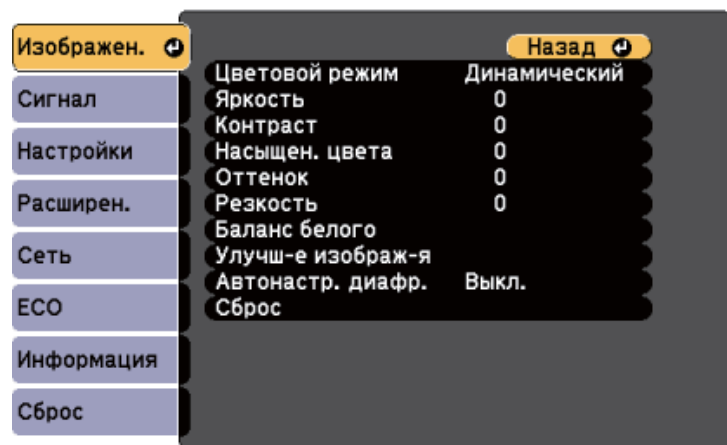 Изображен.
Сигнал
Настройки
Расширен.
Сеть
ECO
Информация
Сброс
Назад
Цветовой режим Динамический
Яркость 0
Контраст 0
Насыщен. цвета 0
Оттенок 0
Резкость 0
Баланс белого
Улучш-е изображ-я
Автонастр. диафр. Выкл.
Сброс